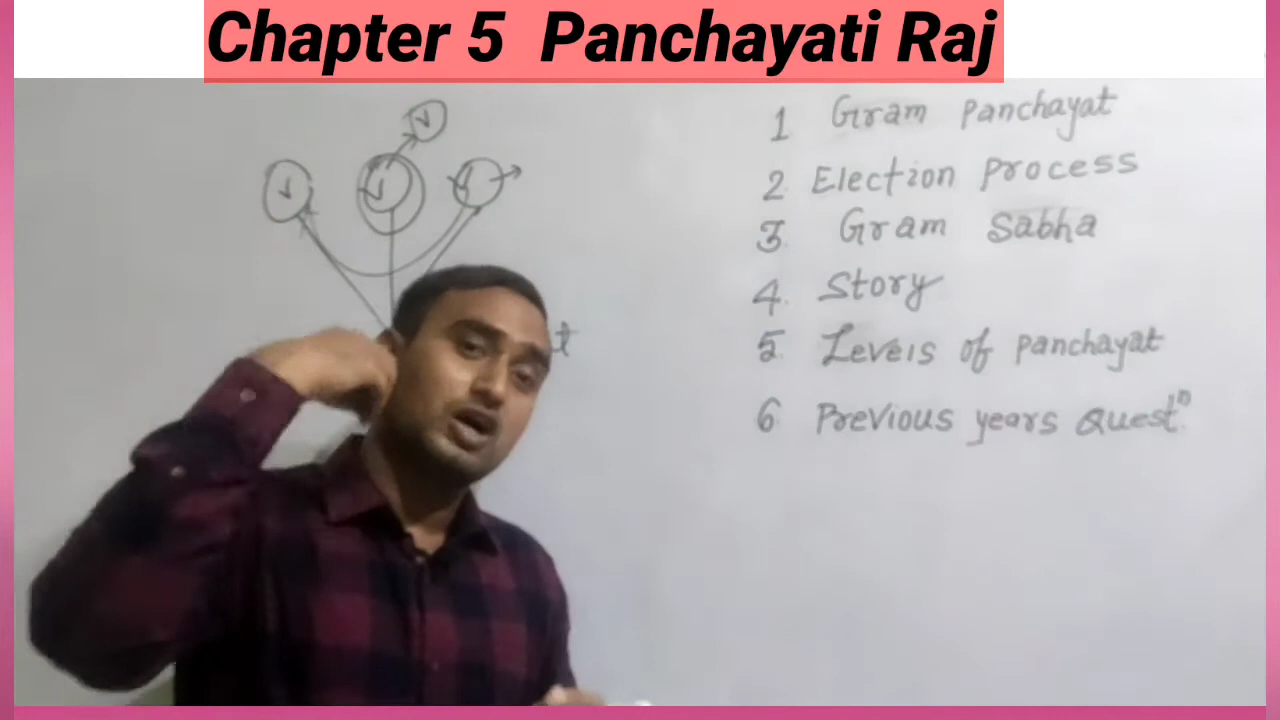 Chapter 5 Panchayati Raj
1 Gram Panchayat
2 Election Process
3 Gram Sabha
4. Story
5 Levels of panchayat
6 Previous years Questⁿ
t